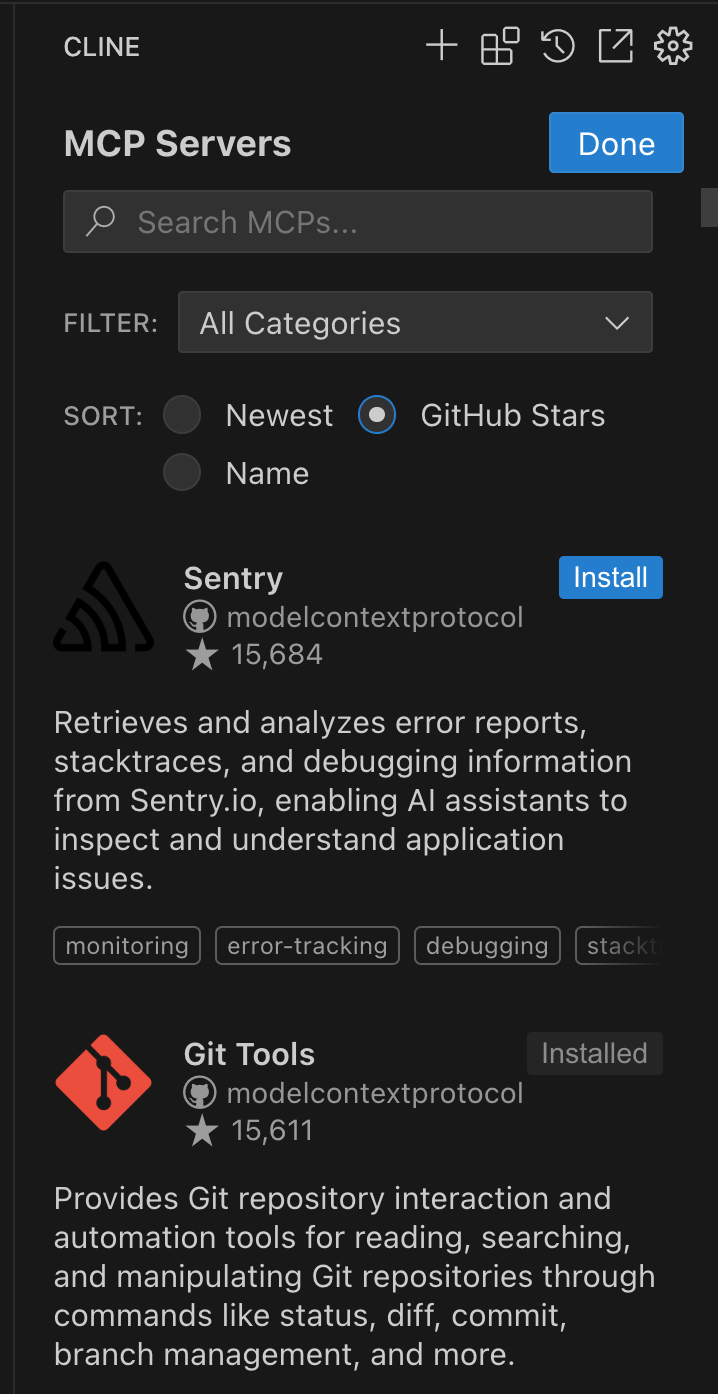 CLINE
MCP Servers
Done
Search MCPs...
FILTER:
All Categories
SORT:
Newest
GitHub Stars
Name
Sentry
Install
modelcontextprotocol
15,684
Retrieves and analyzes error reports,
stacktraces, and debugging information
from Sentry.io, enabling AI assistants to
inspect and understand application
issues.
monitoring
error-tracking
debugging
Git Tools
Installed
modelcontextprotocol
15,611
Provides Git repository interaction and
automation tools for reading, searching,
and manipulating Git repositories through
commands like status, diff, commit,
branch management, and more.